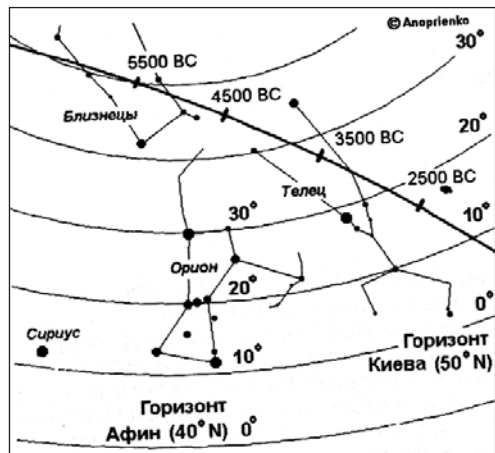 © Anoprienko
30°
5500 BC
Близнецы
4500 BC
20°
3500 BC
Телец
2500 BC
10°
30°
Орион
20°
0°
Сириус
10°
Горизонт
Киева (50°N)
Горизонт
Афин (40°N) 0°